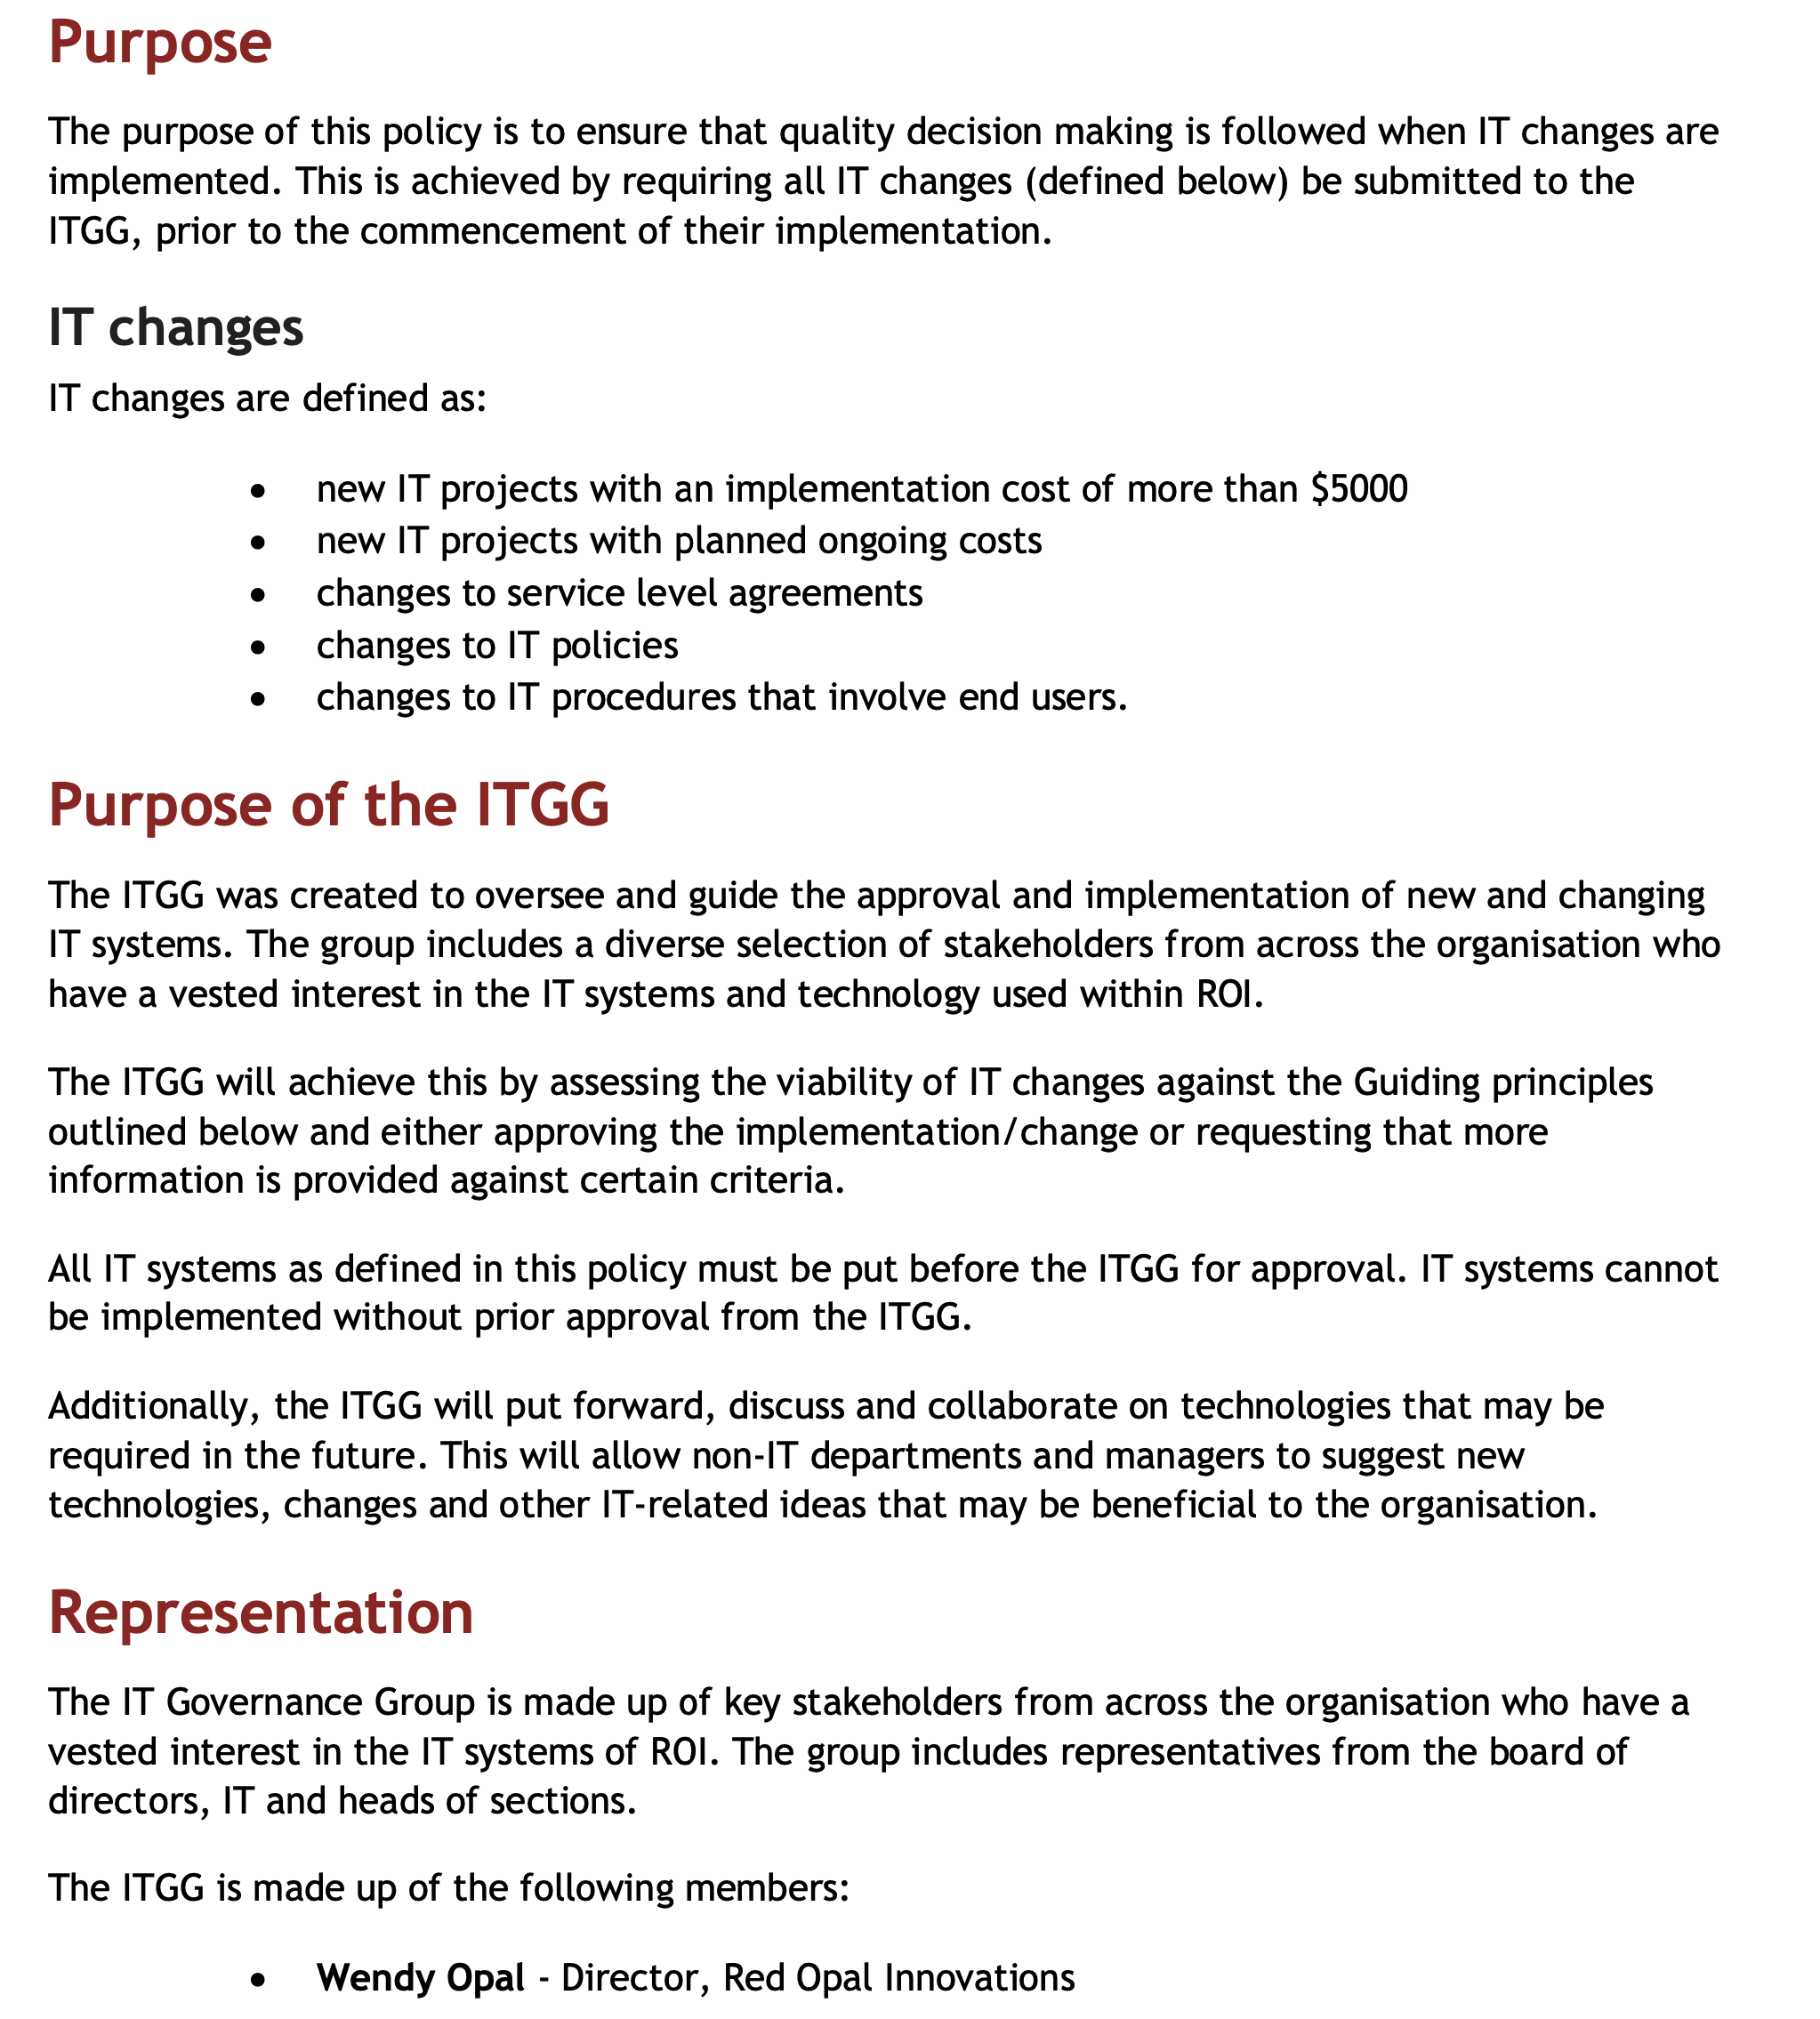 Purpose
The purpose of this policy is to ensure that quality decision making is followed when IT changes are
implemented. This is achieved by requiring all IT changes (defined below) be submitted to the
ITGG, prior to the commencement of their implementation.
IT changes
IT changes are defined as:
• new IT projects with an implementation cost of more than $5000
• new IT projects with planned ongoing costs
• changes to service level agreements
• changes to IT policies
• changes to IT procedures that involve end users.
Purpose of the ITGG
The ITGG was created to oversee and guide the approval and implementation of new and changing
IT systems. The group includes a diverse selection of stakeholders from across the organisation who
have a vested interest in the IT systems and technology used within ROI.
The ITGG will achieve this by assessing the viability of IT changes against the Guiding principles
outlined below and either approving the implementation/change or requesting that more
information is provided against certain criteria.
All IT systems as defined in this policy must be put before the ITGG for approval. IT systems cannot
be implemented without prior approval from the ITGG.
Additionally, the ITGG will put forward, discuss and collaborate on technologies that may be
required in the future. This will allow non-IT departments and managers to suggest new
technologies, changes and other IT-related ideas that may be beneficial to the organisation.
Representation
The IT Governance Group is made up of key stakeholders from across the organisation who have a
vested interest in the IT systems of ROI. The group includes representatives from the board of
directors, IT and heads of sections.
The ITGG is made up of the following members:
• Wendy Opal - Director, Red Opal Innovations